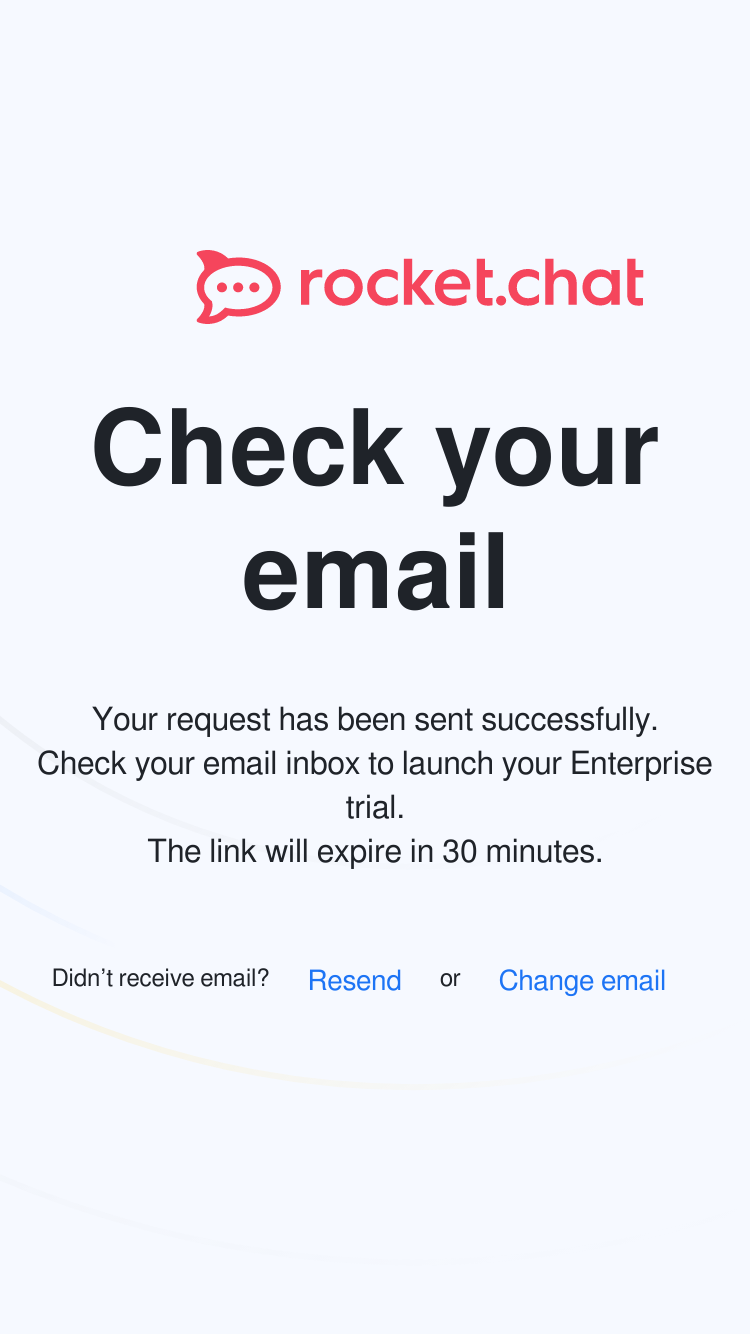 rocket.chat
Check your
email
Your request has been sent successfully.
Check your email inbox to launch your Enterprise
trial.
The link will expire in 30 minutes.
Didn’t receive email? Resend or Change email